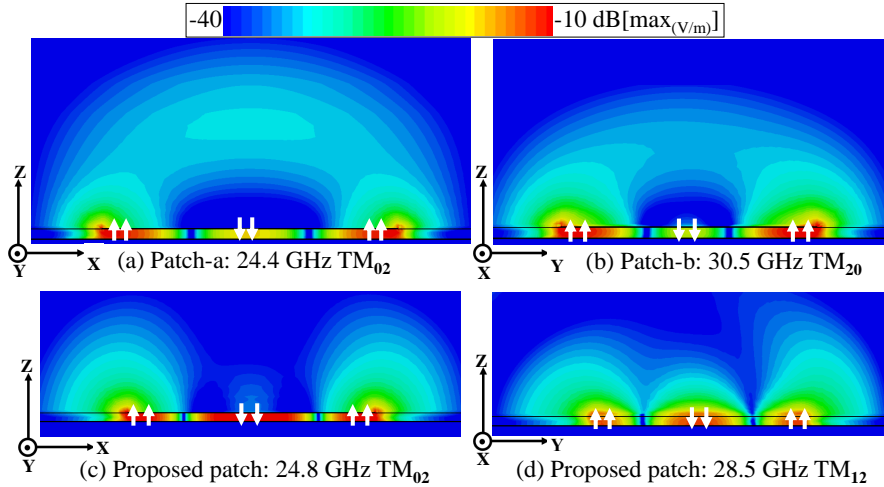 -40 -10 dB[max(V/m)]
Z
Y X
(a) Patch-a: 24.4 GHz TM02
Z
X Y
(b) Patch-b: 30.5 GHz TM20
Z
Y X
(c) Proposed patch: 24.8 GHz TM02
Z
X Y
(d) Proposed patch: 28.5 GHz TM12